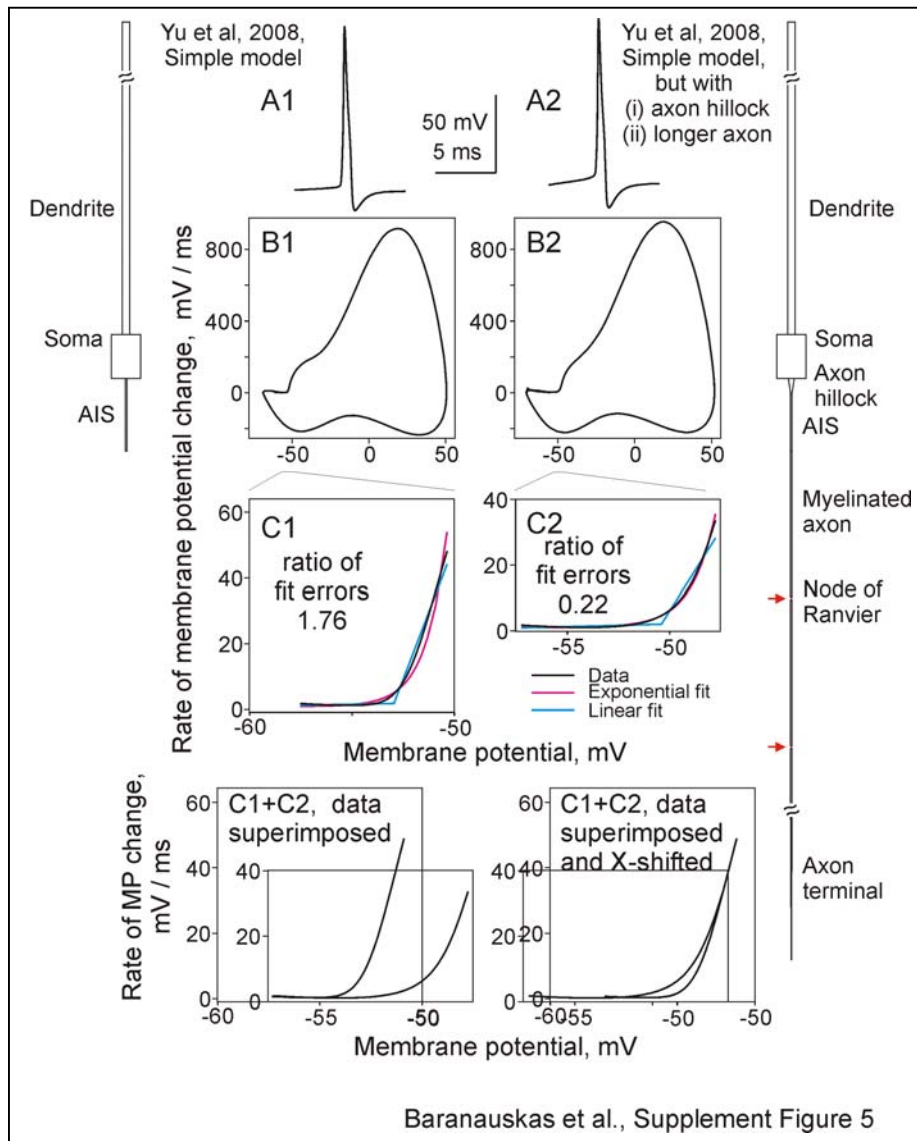 Yu et al, 2008,
Simple model
A1
50 mV
5 ms
A2
Yu et al, 2008,
Simple model,
but with
(i) axon hillock
(ii) longer axon
Dendrite
Soma
AIS
Dendrite
Soma
Axon
hillock
AIS
Myelinated
axon
Node of
Ranvier
Axon
terminal
Rate of membrane potential change, mV / ms
B1
800
400
0
-50
0
50
B2
-50
0
50
C1
ratio of
fit errors
1.76
60
40
20
0
-60
-50
C2
ratio of
fit errors
0.22
40
20
0
-55
-50
Data
Exponential fit
Linear fit
Membrane potential, mV
Rate of MP change,
mV / ms
C1+C2, data
superimposed
60
40
20
0
40
20
0
-60
-55
-50
C1+C2, data
superimposed
and X-shifted
60
40
20
0
40
20
0
-60
-55
-50
-50
Membrane potential, mV
Baranauskas et al., Supplement Figure 5